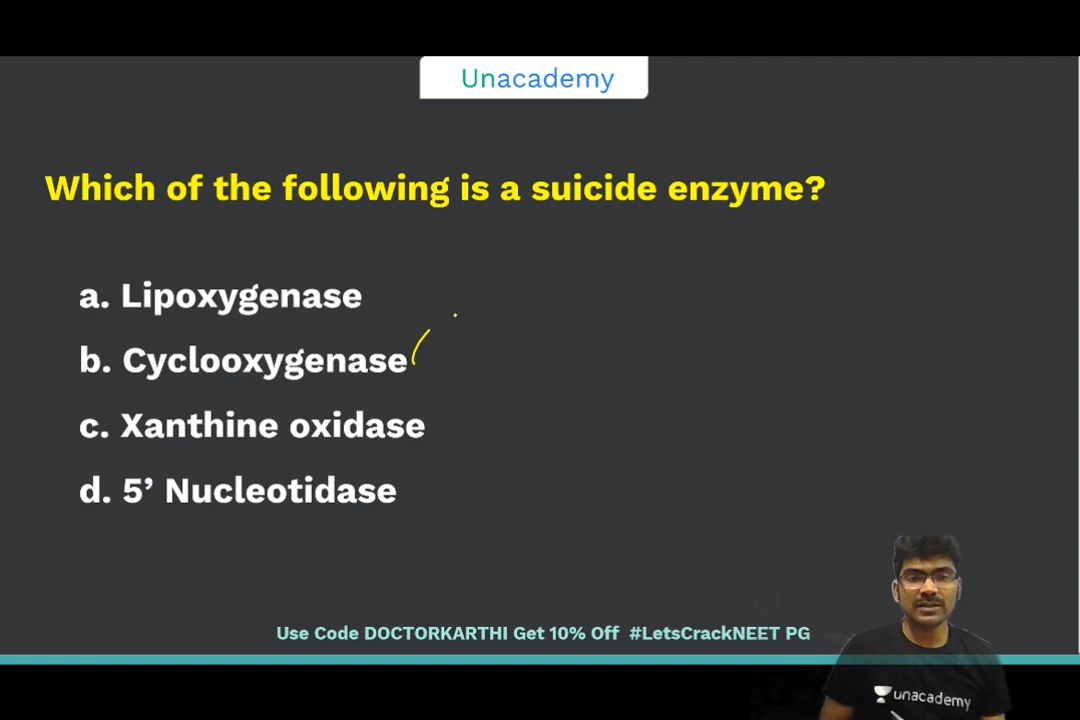 Unacademy
Which of the following is a suicide enzyme?
a. Lipoxygenase
b. Cyclooxygenase
c. Xanthine oxidase
d. 5’ Nucleotidase
Use Code DOCTORKARTHI Get 10% Off #LetsCrackNEET PG
unacademy